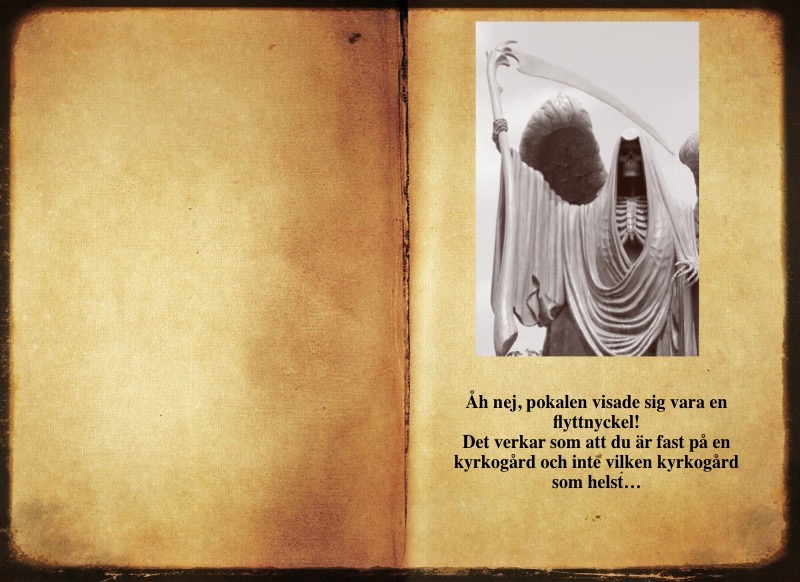 Åh nej, pokalen visade sig vara en
flyttnyckel!
Det verkar som att du är fast på en
kyrkogård och inte vilken kyrkogård
som helst…